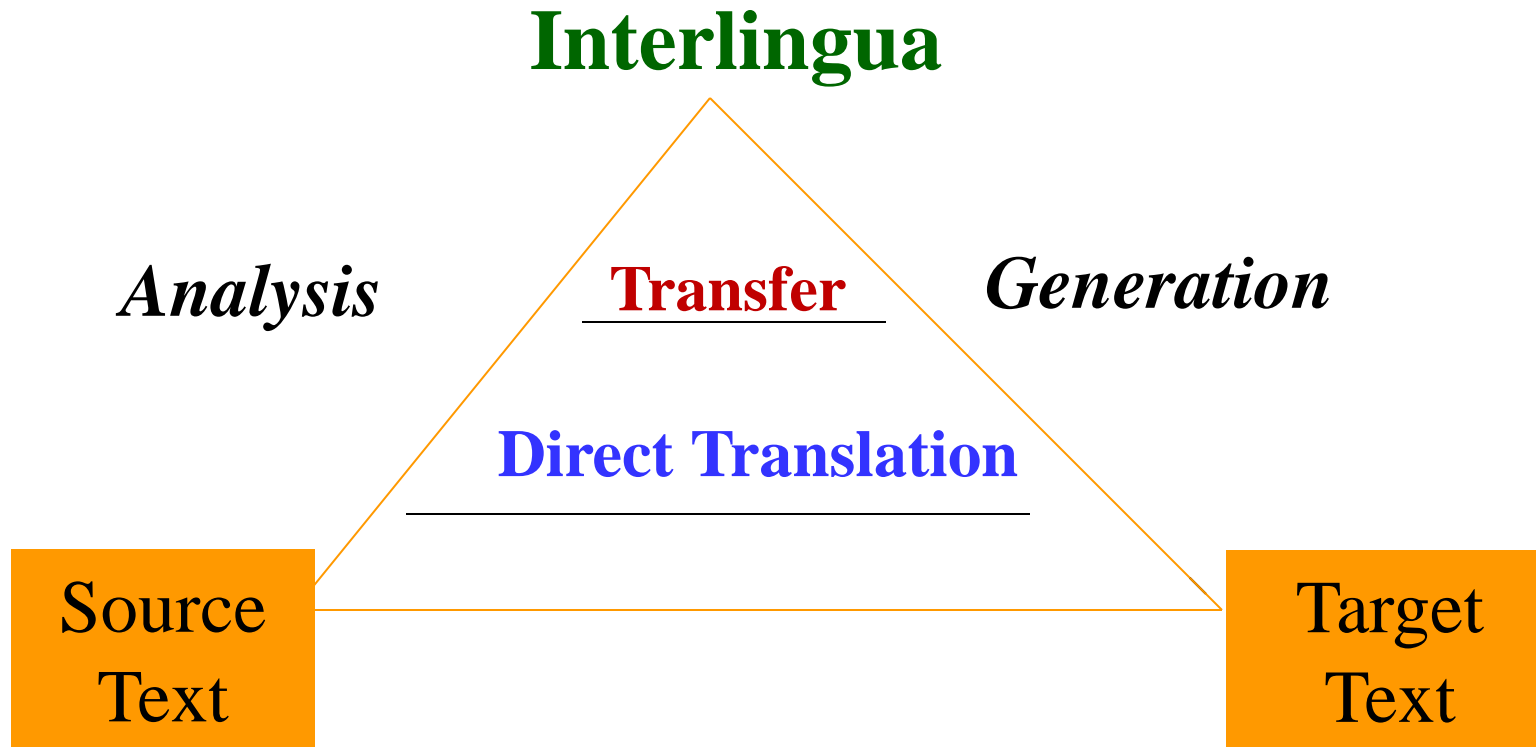 Interlingua
Analysis
Transfer
Generation
Direct Translation
Source
Text
Target
Text